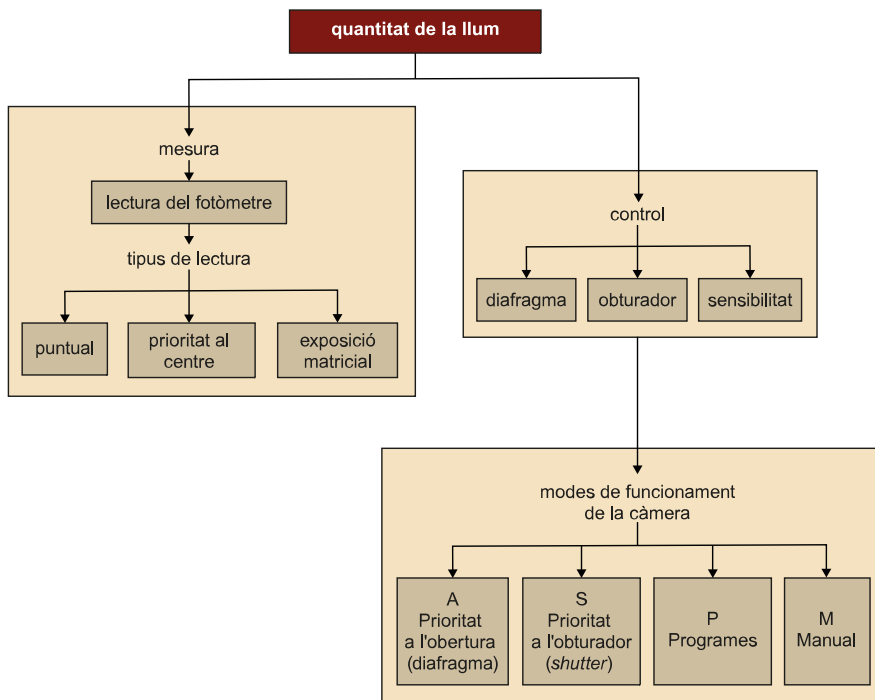 quantitat de la llum
mesura
lectura del fotòmetre
tipus de lectura
puntual
prioritat al
centre
exposició
matricial
control
diafragma
obturador
sensibilitat
modes de funcionament
de la càmera
A
Prioritat
a l'obertura
(diafragma)
S
Prioritat
a l'obturador
(shutter)
P
Programes
M
Manual